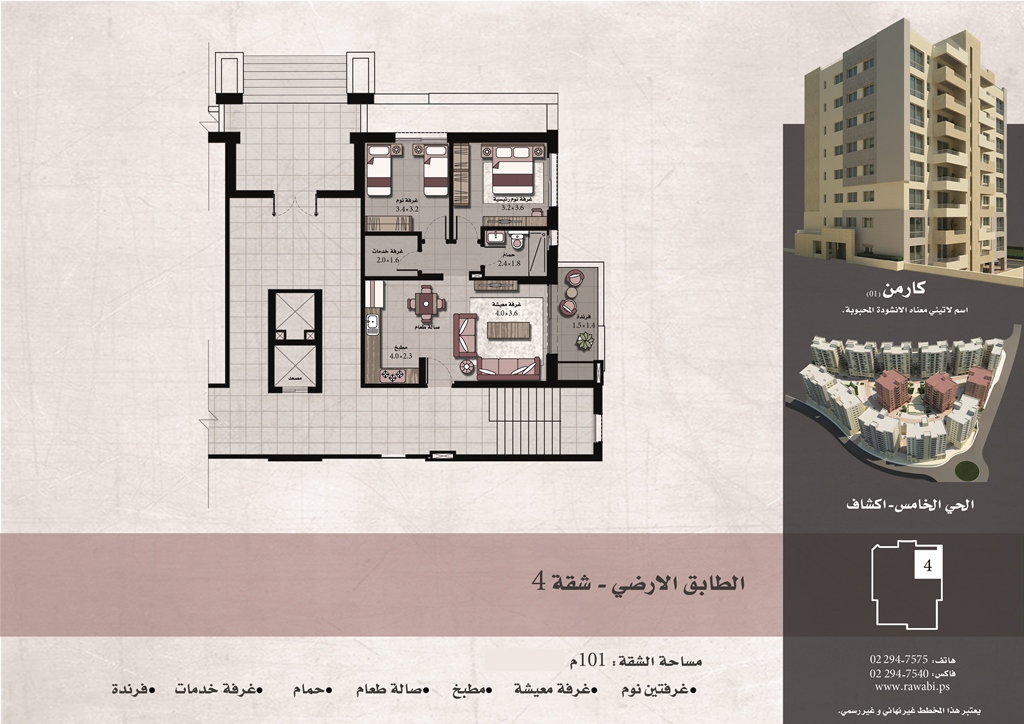 غرفة نوم
3.4×3.2
غرفة نوم رئيسية
3.2×3.6
غرفة خدمات
2.0×1.6
حمام
2.4×1.8
غرفة معيشة
4.0×3.6
صالة طعام
مطبخ
4.0×2.3
فرندة
1.5×1.4
مصعد
كارمن (01)
اسم لاتيني معناه الانشودة المحبوبة.
الحي الخامس-اكشاف
4
الطابق الارضي - شقة 4
مساحة الشقة: 101م
•غرفتين نوم •غرفة معيشة •مطبخ •صالة طعام •حمام •غرفة خدمات •فرندة
هاتف: 02 294-7575
فاكس: 02 294-7540
www.rawabi.ps
يعتبر هذا المخطط غير نهائي و غير رسمي.